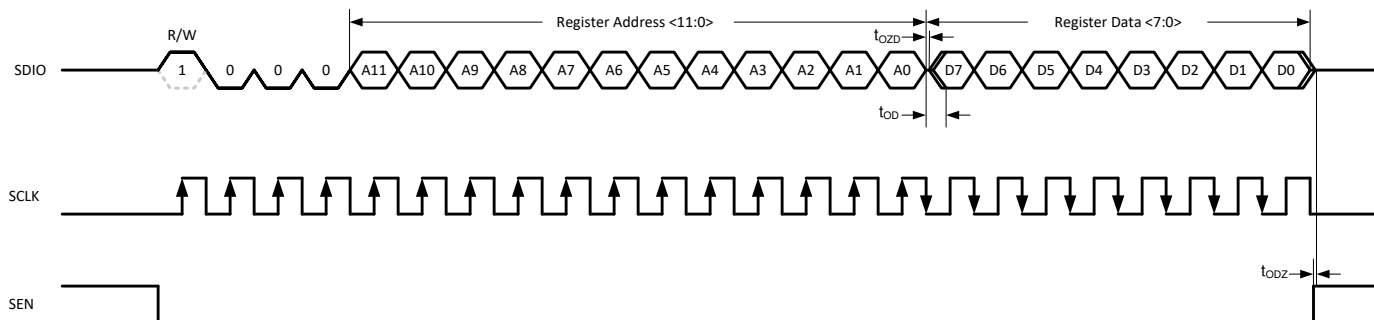 Register Address <11:0>
Register Data <7:0>
R/W
tOZD
SDIO
1 0 0 0 A11 A10 A9 A8 A7 A6 A5 A4 A3 A2 A1 A0 D7 D6 D5 D4 D3 D2 D1 D0
tOD
SCLK
tODZ
SEN